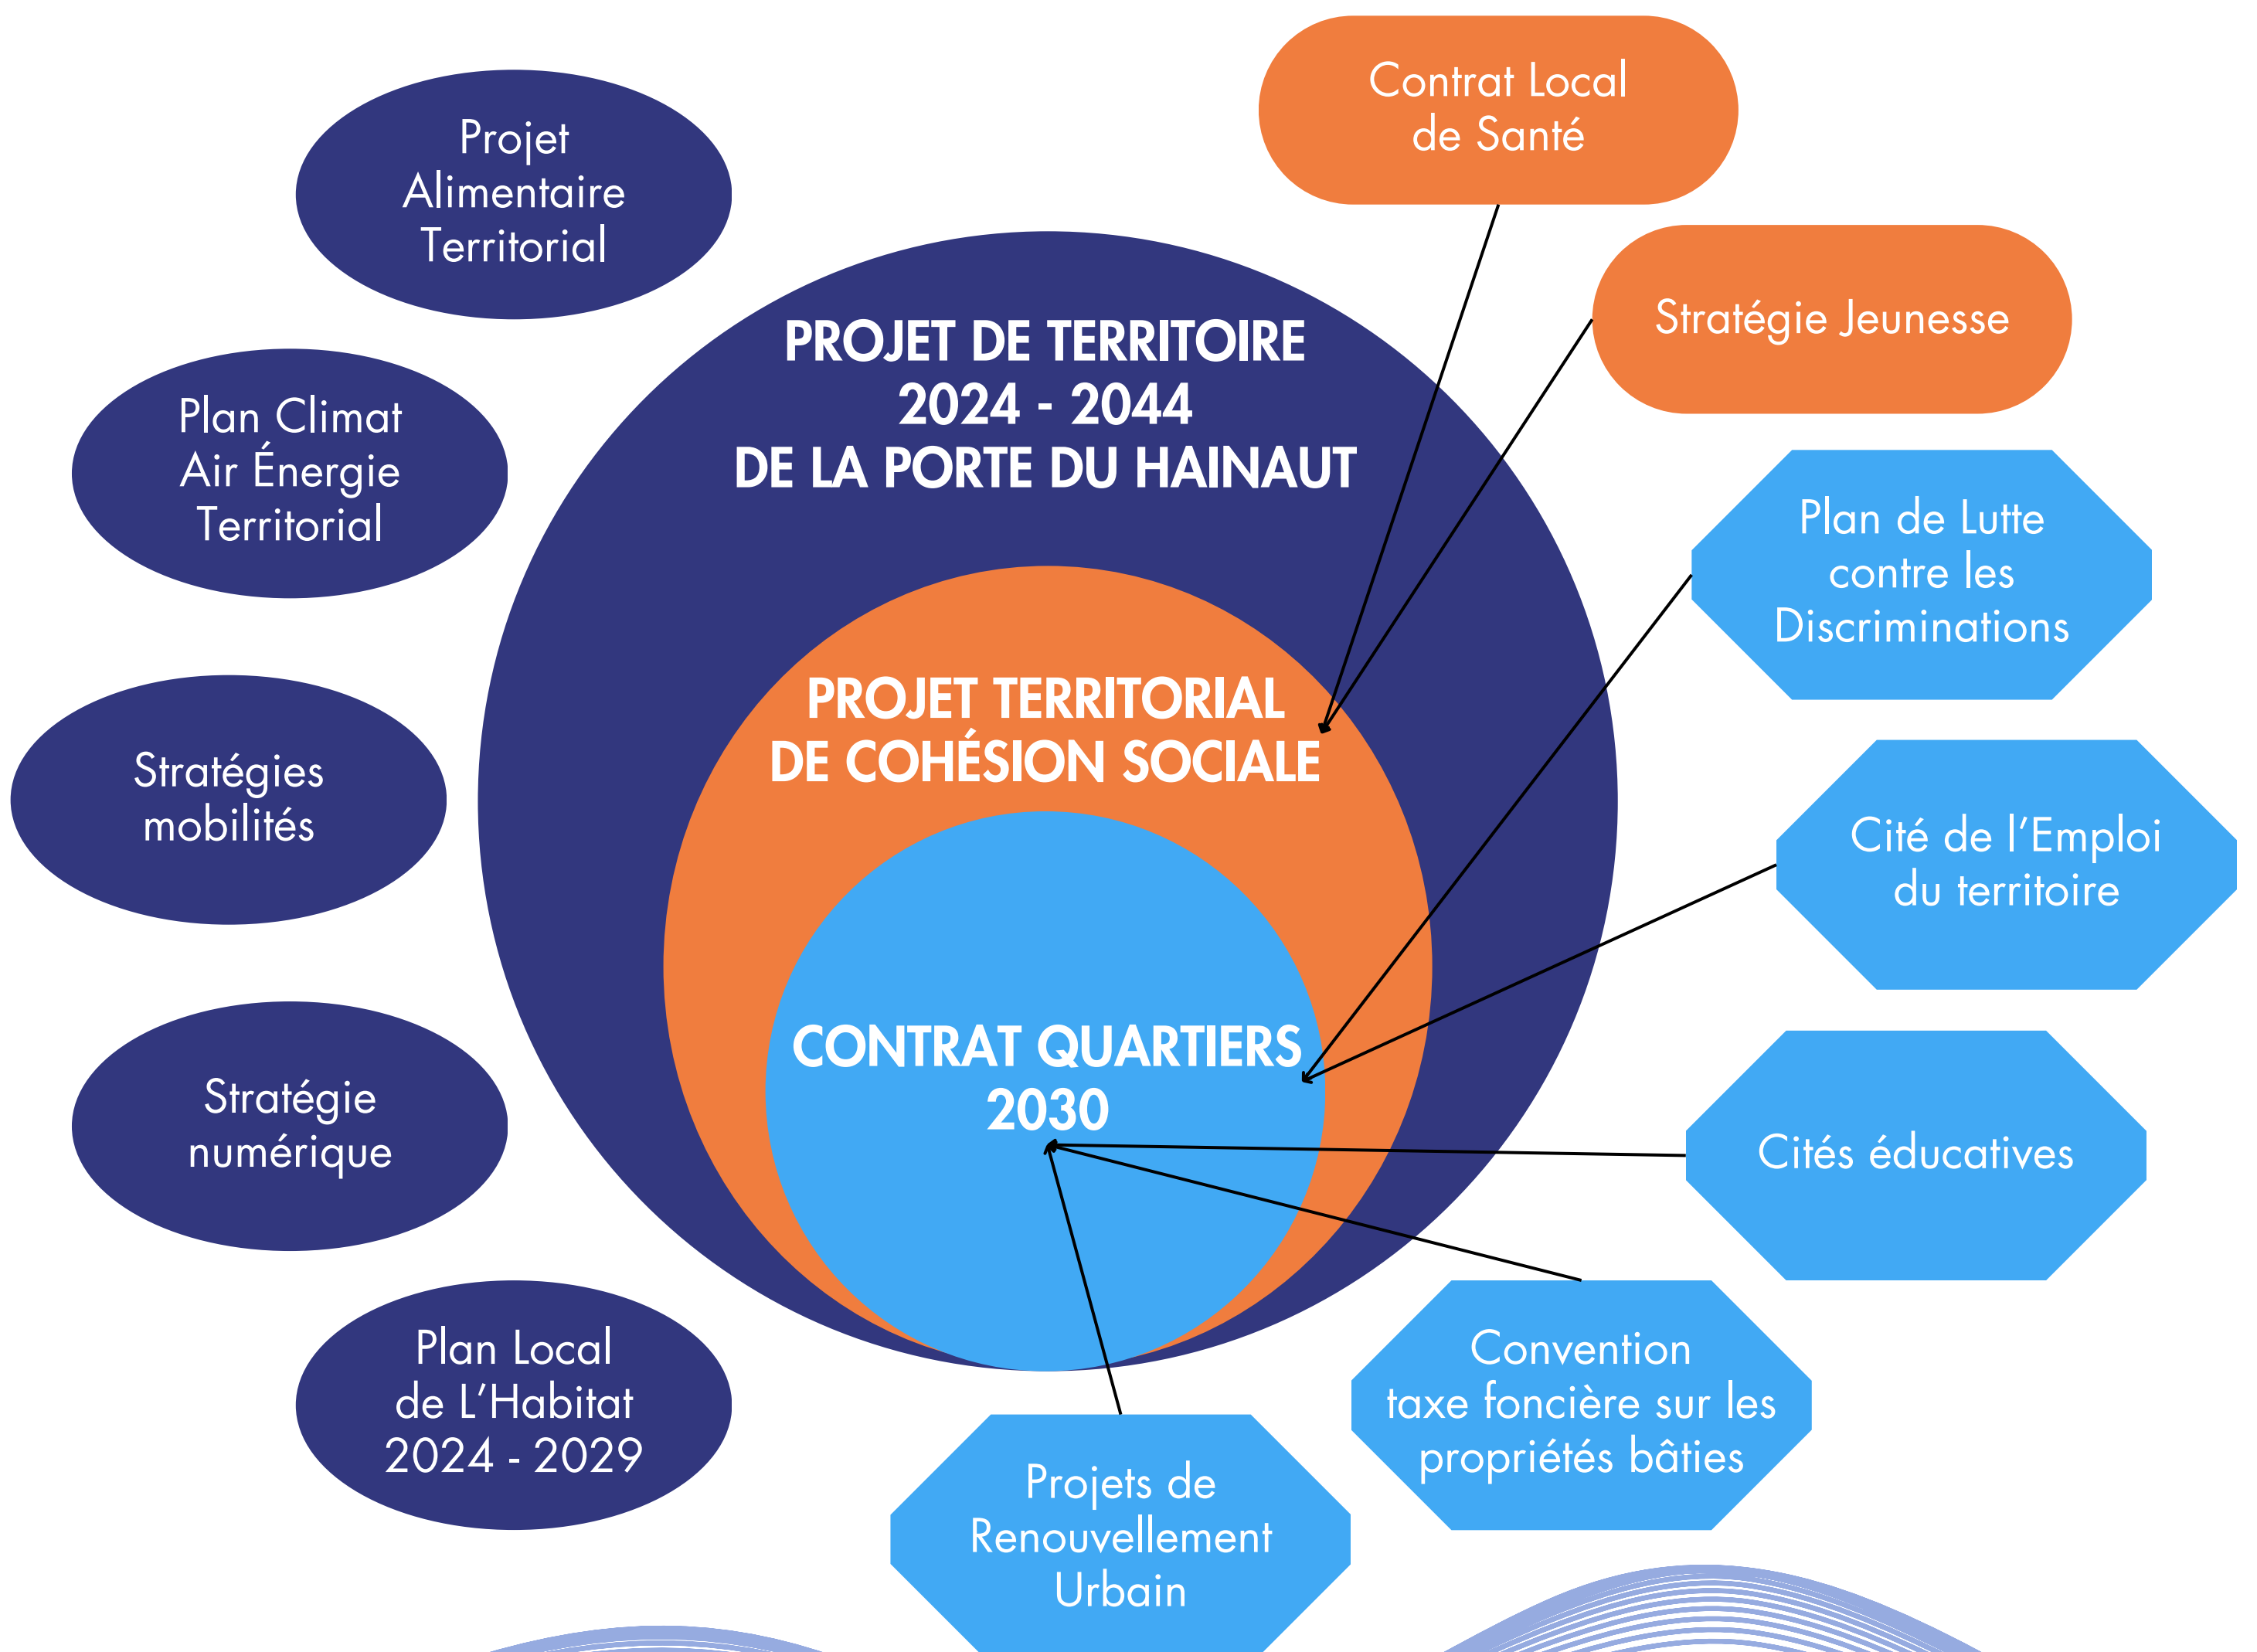 Contrat Local
de Santé
Projet
Alimentaire
Territorial
Stratégie Jeunesse
PROJET DE TERRITOIRE
2024 - 2044
DE LA PORTE DU HAINAUT
Plan Climat
Air Énergie
Territorial
Plan de Lutte
contre les
Discriminations
PROJET TERRITORIAL
DE COHÉSION SOCIALE
Stratégies
mobilités
Cité de l'Emploi
du territoire
CONTRAT QUARTIERS
2030
Stratégie
numérique
Cités éducatives
Plan Local
de L'Habitat
2024 - 2029
Convention
taxe foncière sur les
propriétés bâties
Projets de
Renouvellement
Urbain